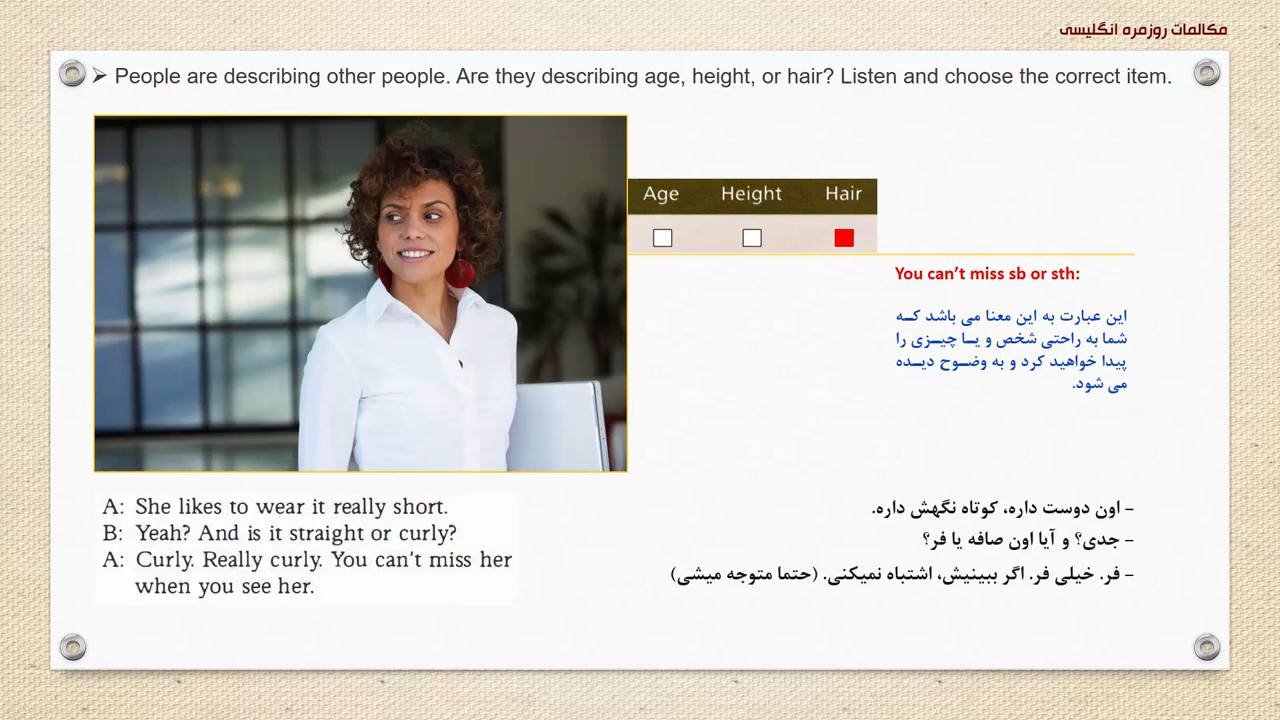 مکالمات روزمره انگلیسی
➢ People are describing other people. Are they describing age, height, or hair? Listen and choose the correct item.
Age Height Hair
You can't miss sb or sth:
این عبارت به این معنا می باشد که
شما به راحتی شخص و یا چیزی را
پیدا خواهید کرد و به وضوح دیده
می شود.
A: She likes to wear it really short.
B: Yeah? And is it straight or curly?
A: Curly. Really curly. You can't miss her
when you see her.
- اون دوست داره، کوتاه نگهش داره.
- جدی؟ و آیا اون صافه یا فر؟
- فر. خیلی فر. اگر ببینیش، اشتباه نمیکنی. (حتما متوجه میشی)